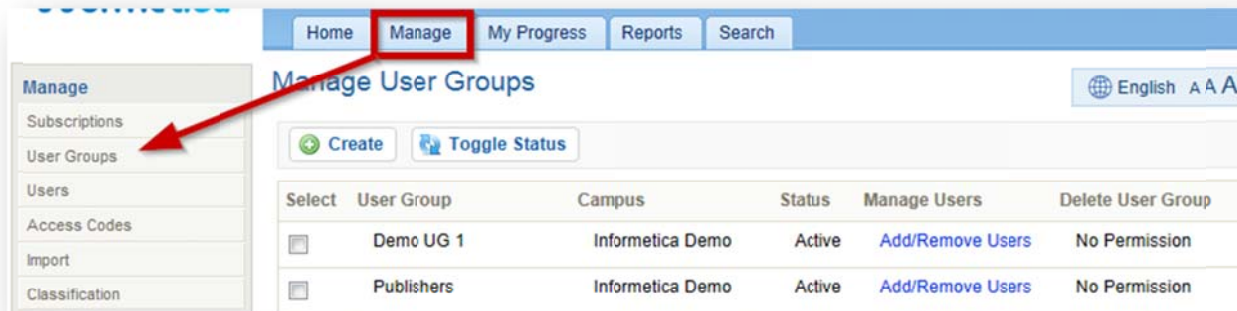 Home Manage My Progress Reports Search
Manage User Groups
English A A A
Manage
Subscriptions
User Groups
Users
Access Codes
Import
Classification
Create Toggle Status
Select User Group Campus Status Manage Users Delete User Group
Demo UG 1 Informetica Demo Active Add/Remove Users No Permission
Publishers Informetica Demo Active Add/Remove Users No Permission